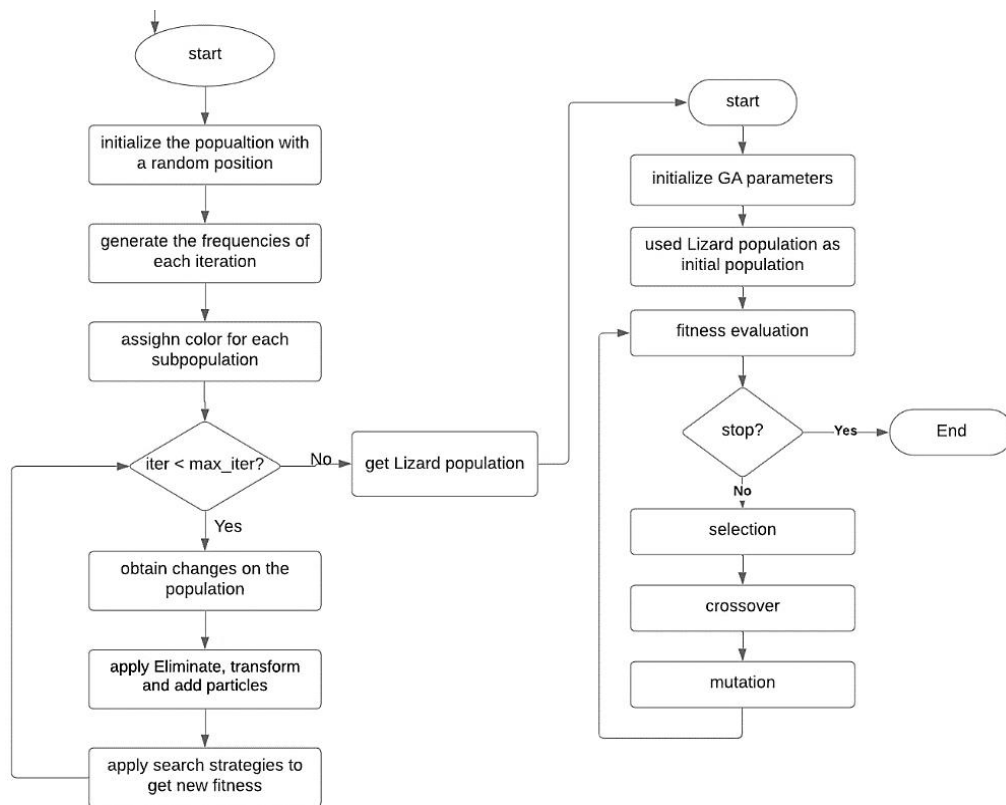 start
initialize the popualtion with
a random position
generate the frequencies of
each iteration
assighn color for each
subpopulation
iter < max_iter?
No
get Lizard population
Yes
obtain changes on the
population
apply Eliminate, transform
and add particles
apply search strategies to
get new fitness
start
initialize GA parameters
used Lizard population as
initial population
fitness evaluation
stop?
Yes
End
No
selection
crossover
mutation